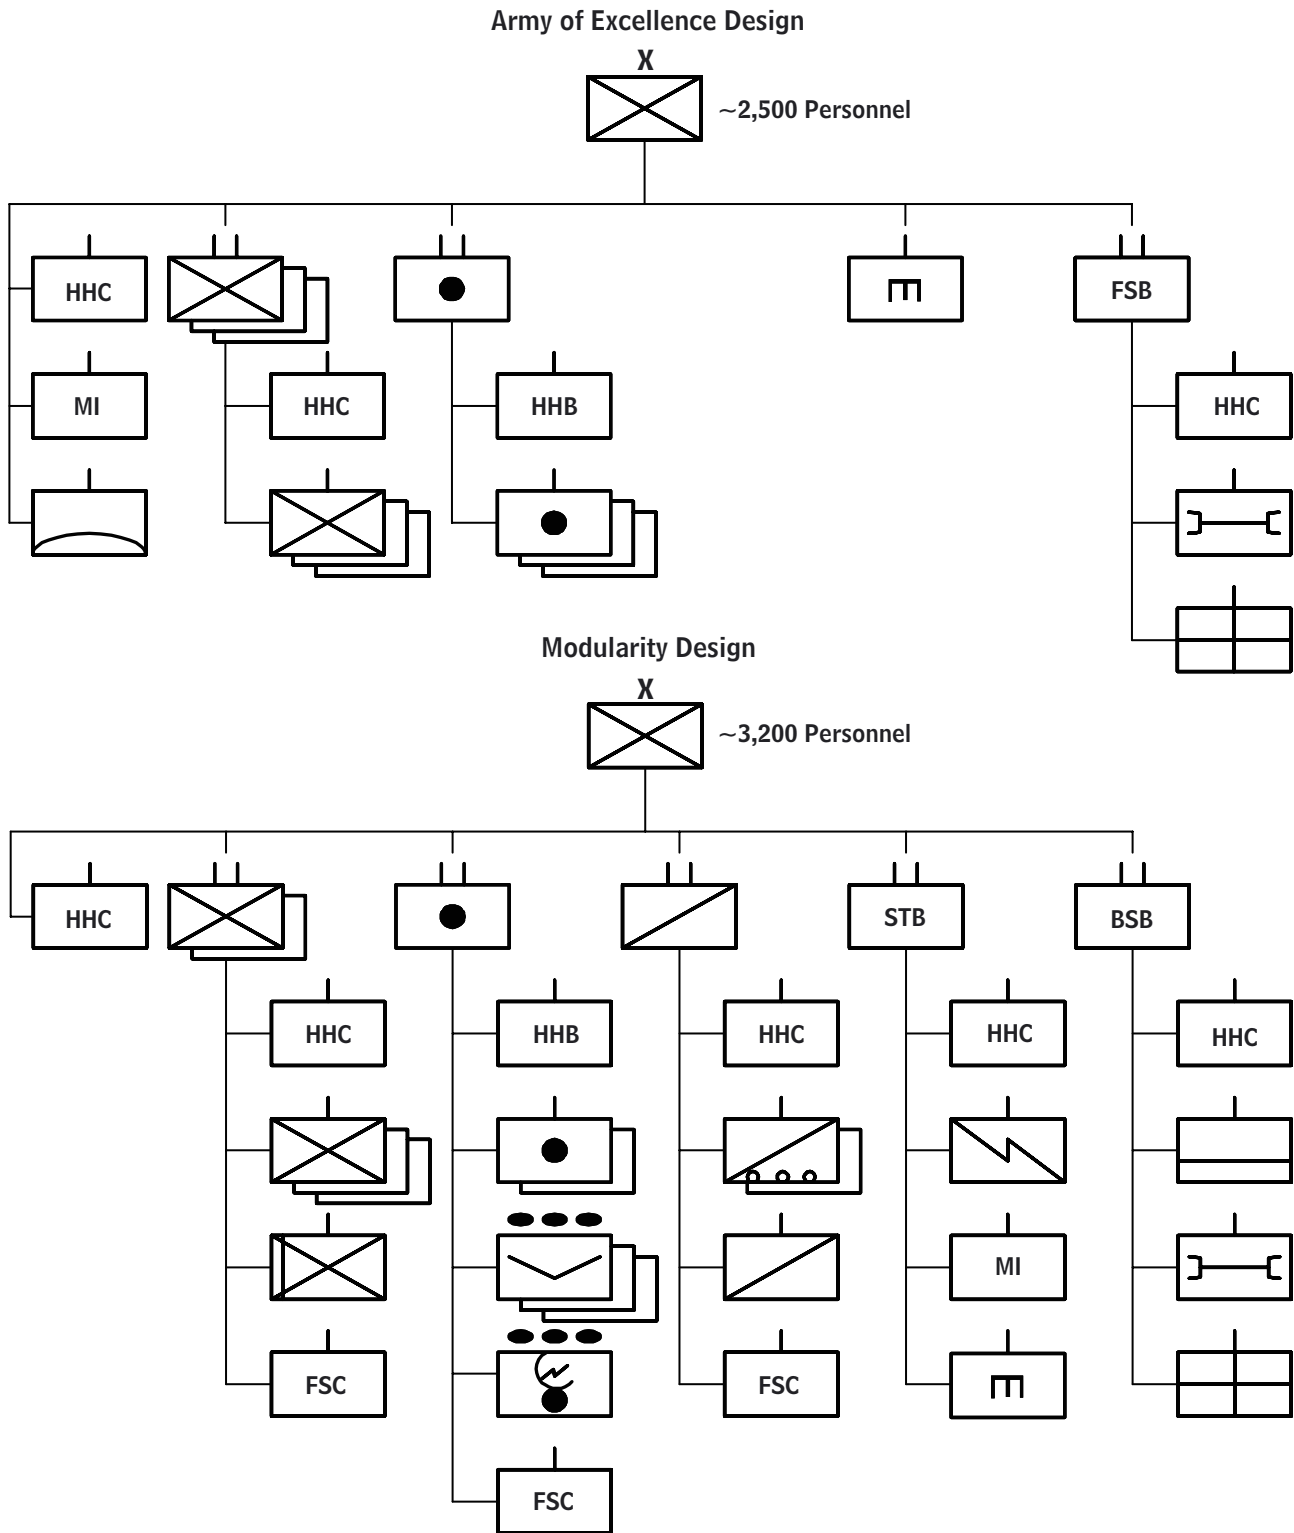 Army of Excellence Design
X
~2,500 Personnel
HHC
FSB
MI
HHC
HHB
HHC
Modularity Design
X
~3,200 Personnel
HHC
STB
BSB
HHC
HHB
HHC
HHC
HHC
MI
FSC
FSC
FSC